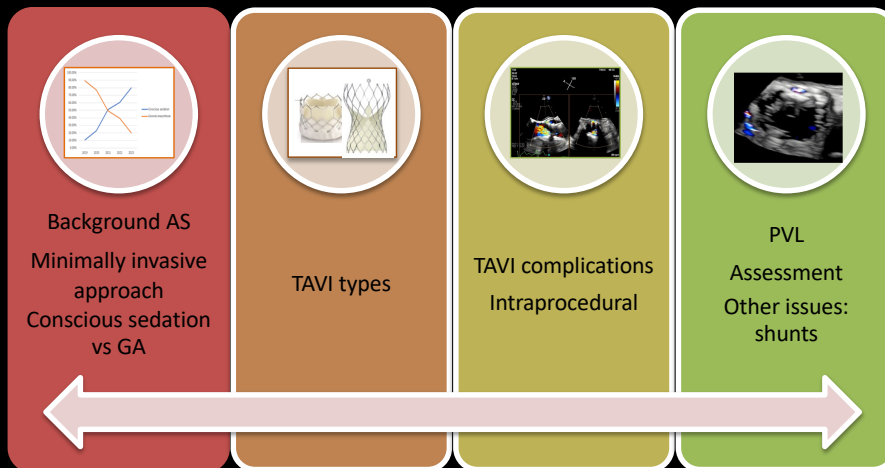 Background AS
Minimally invasive
approach
Conscious sedation
vs GA
TAVI types
TAVI complications
Intraprocedural
PVL
Assessment
Other issues:
shunts